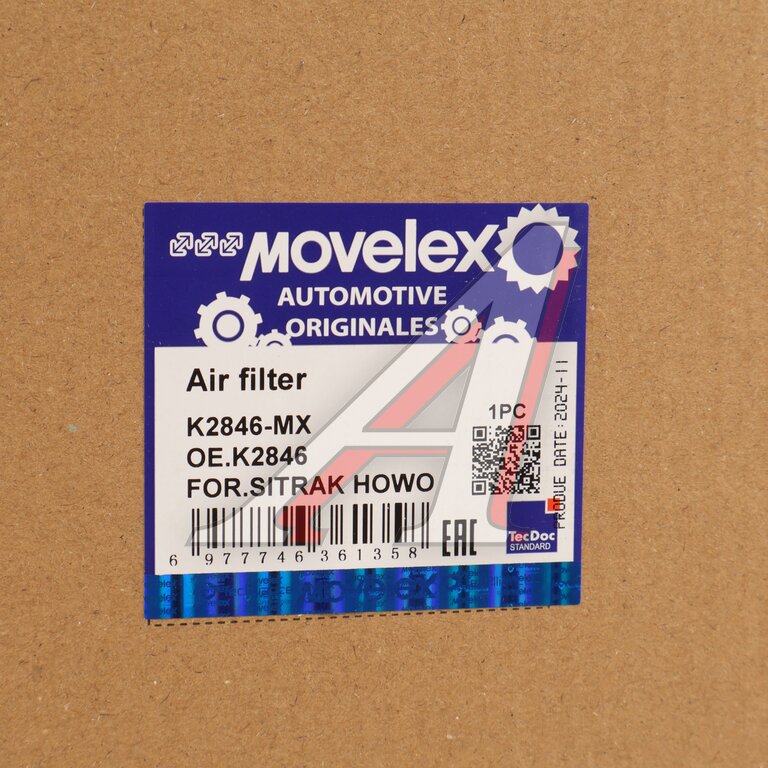 Movelex
AUTOMOTIVE
ORIGINALES
Air filter
K2846-MX
OE.K2846
FOR.SITRAK HOWO
1PC
PRODUE DATE:2024-11
6 977746 361358
EAC
TecDoc
STANDARD
Movelex